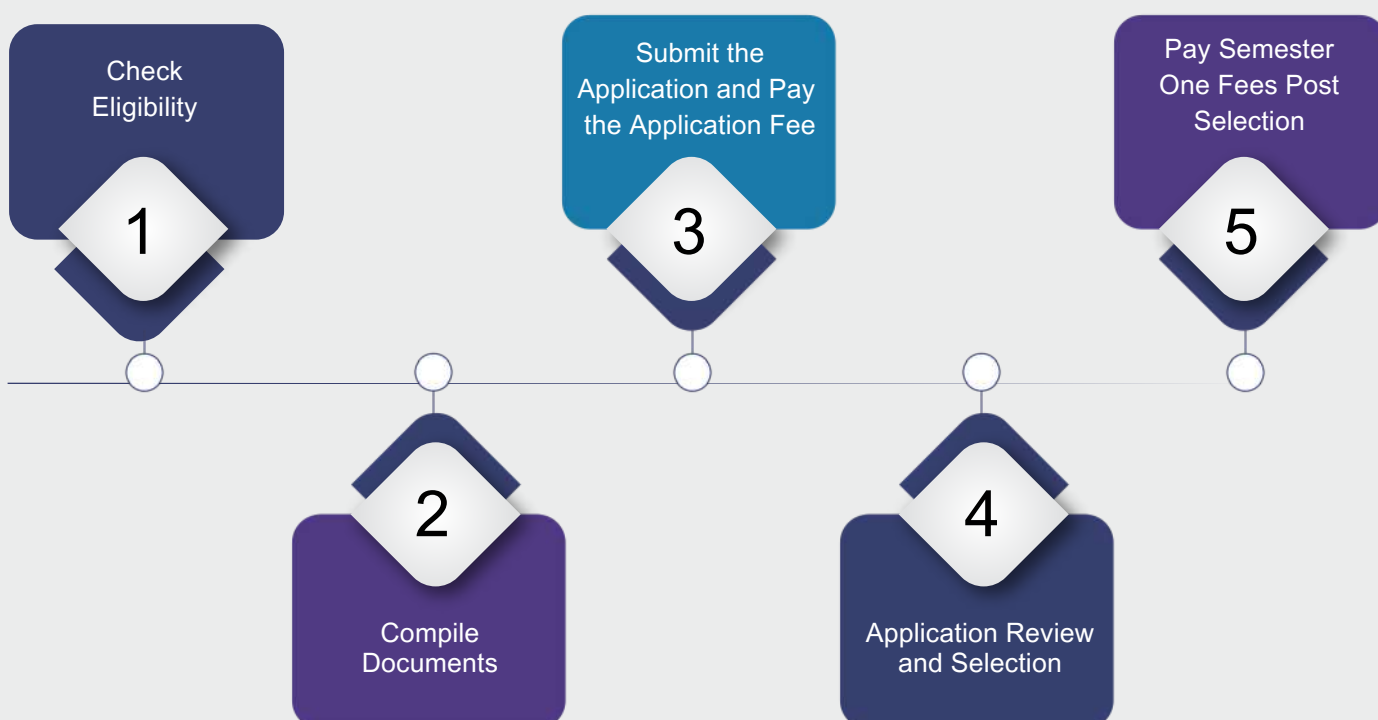 Check
Eligibility
1
2
Compile
Documents
Submit the
Application and Pay
the Application Fee
3
4
Application Review
and Selection
Pay Semester
One Fees Post
Selection
5